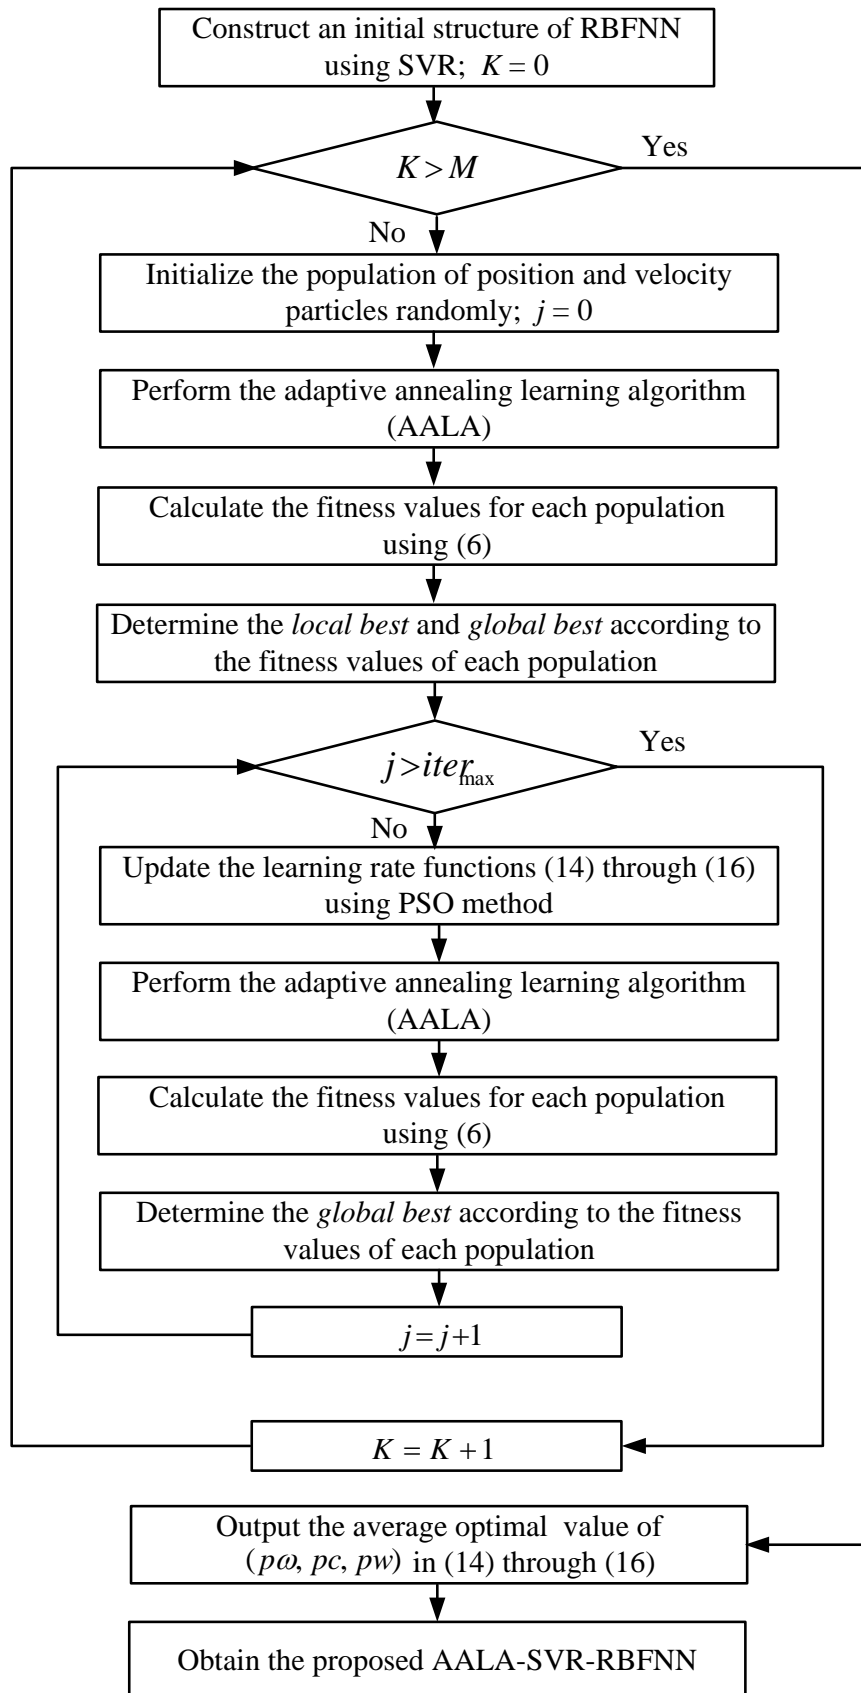 Construct an initial structure of RBFNN
using SVR; K = 0
K > M
Yes
No
Initialize the population of position and velocity
particles randomly; j = 0
Perform the adaptive annealing learning algorithm
(AALA)
Calculate the fitness values for each population
using (6)
Determine the local best and global best according to
the fitness values of each population
j > iter_max
Yes
No
Update the learning rate functions (14) through (16)
using PSO method
Perform the adaptive annealing learning algorithm
(AALA)
Calculate the fitness values for each population
using (6)
Determine the global best according to the fitness
values of each population
j = j + 1
K = K + 1
Output the average optimal value of
(pω, pc, pw) in (14) through (16)
Obtain the proposed AALA-SVR-RBFNN